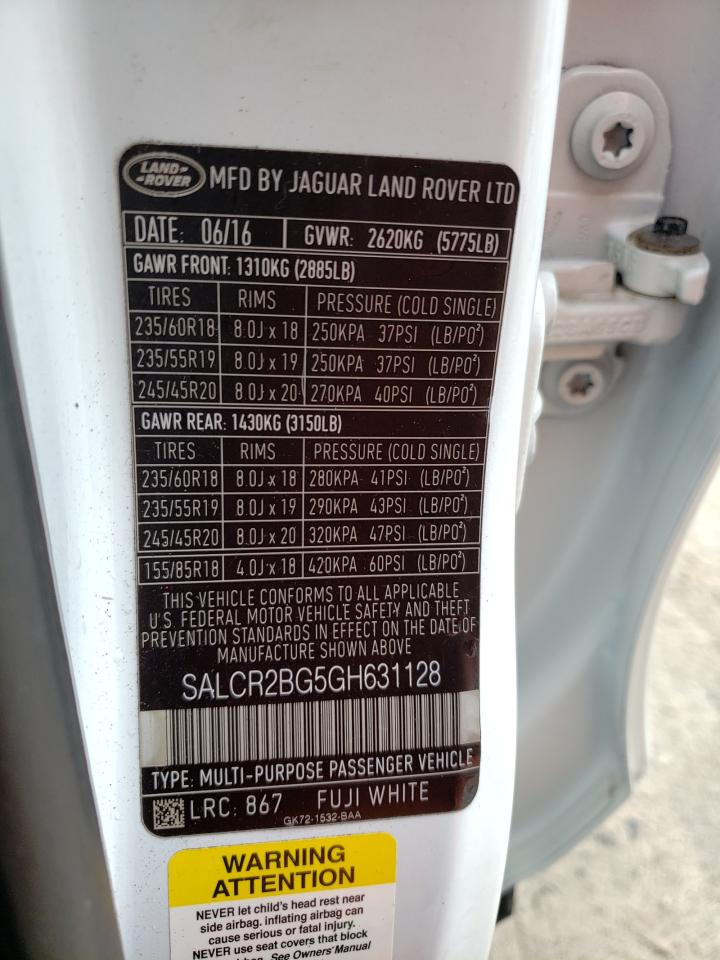 LAND-
-ROVER
MFD BY JAGUAR LAND ROVER LTD
DATE: 06/16 GVWR: 2620KG (5775LB)
GAWR FRONT: 1310KG (2885LB)
TIRES RIMS PRESSURE (COLD SINGLE)
235/60R18 8.0J x 18 250KPA 37PSI (LB/PO²)
235/55R19 8.0J x 19 250KPA 37PSI (LB/PO²)
245/45R20 8.0J x 20 270KPA 40PSI (LB/PO²)
GAWR REAR: 1430KG (3150LB)
TIRES RIMS PRESSURE (COLD SINGLE)
235/60R18 8.0J x 18 280KPA 41PSI (LB/PO²)
235/55R19 8.0J x 19 290KPA 43PSI (LB/PO²)
245/45R20 8.0J x 20 320KPA 47PSI (LB/PO²)
155/85R18 4.0J x 18 420KPA 60PSI (LB/PO²)
THIS VEHICLE CONFORMS TO ALL APPLICABLE
U.S. FEDERAL MOTOR VEHICLE SAFETY AND THEFT
PREVENTION STANDARDS IN EFFECT ON THE DATE OF
MANUFACTURE SHOWN ABOVE
SALCR2BG5GH631128
TYPE: MULTI-PURPOSE PASSENGER VEHICLE
LRC: 867 FUJI WHITE
GK72-1532-BAA
WARNING
ATTENTION
NEVER let child's head rest near
side airbag. inflating airbag can
cause serious or fatal injury.
NEVER use seat covers that block
See Owners' Manual